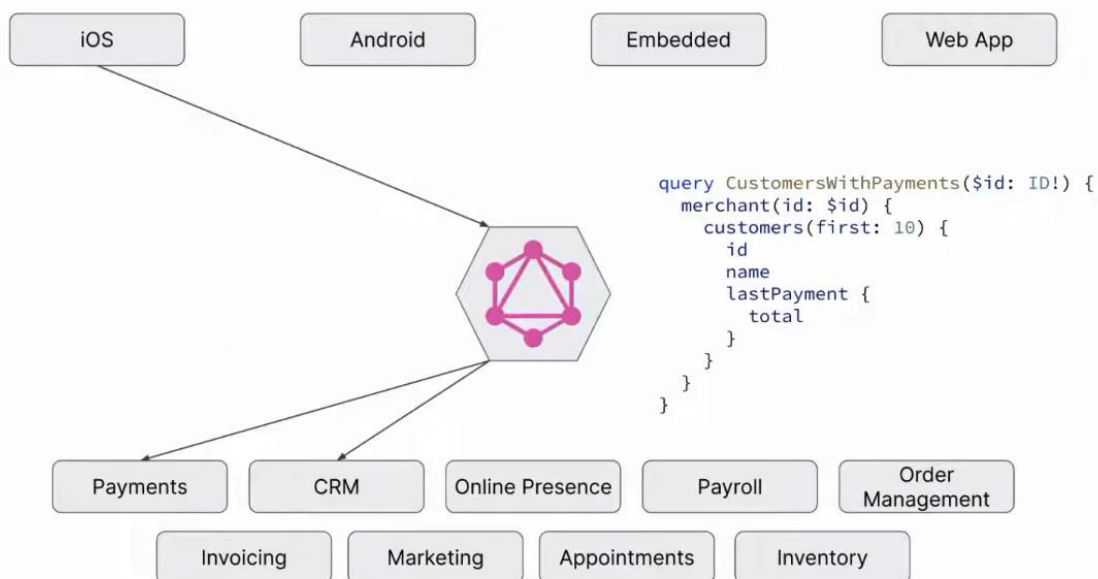 iOS
Android
Embedded
Web App
query CustomersWithPayments($id: ID!) {
  merchant(id: $id) {
    customers(first: 10) {
      id
      name
      lastPayment {
        total
      }
    }
  }
}
Payments
CRM
Online Presence
Payroll
Order
Management
Invoicing
Marketing
Appointments
Inventory